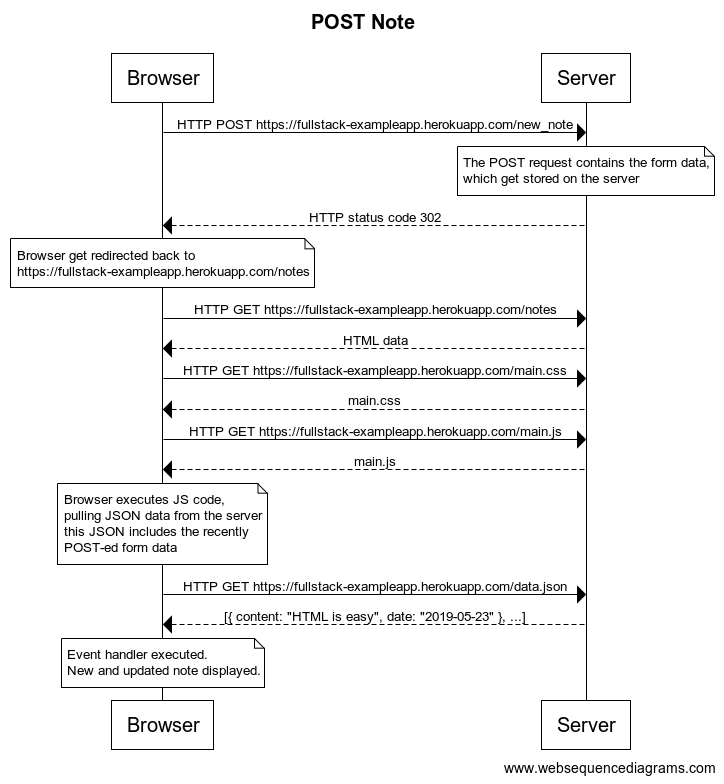 POST Note
Browser
Server
HTTP POST https://fullstack-exampleapp.herokuapp.com/new_note
The POST request contains the form data,
which get stored on the server
HTTP status code 302
Browser get redirected back to
https://fullstack-exampleapp.herokuapp.com/notes
HTTP GET https://fullstack-exampleapp.herokuapp.com/notes
HTML data
HTTP GET https://fullstack-exampleapp.herokuapp.com/main.css
main.css
HTTP GET https://fullstack-exampleapp.herokuapp.com/main.js
main.js
Browser executes JS code,
pulling JSON data from the server
this JSON includes the recently
POST-ed form data
HTTP GET https://fullstack-exampleapp.herokuapp.com/data.json
[{ content: "HTML is easy", date: "2019-05-23" }, ...]
Event handler executed.
New and updated note displayed.
Browser
Server
www.websequencediagrams.com